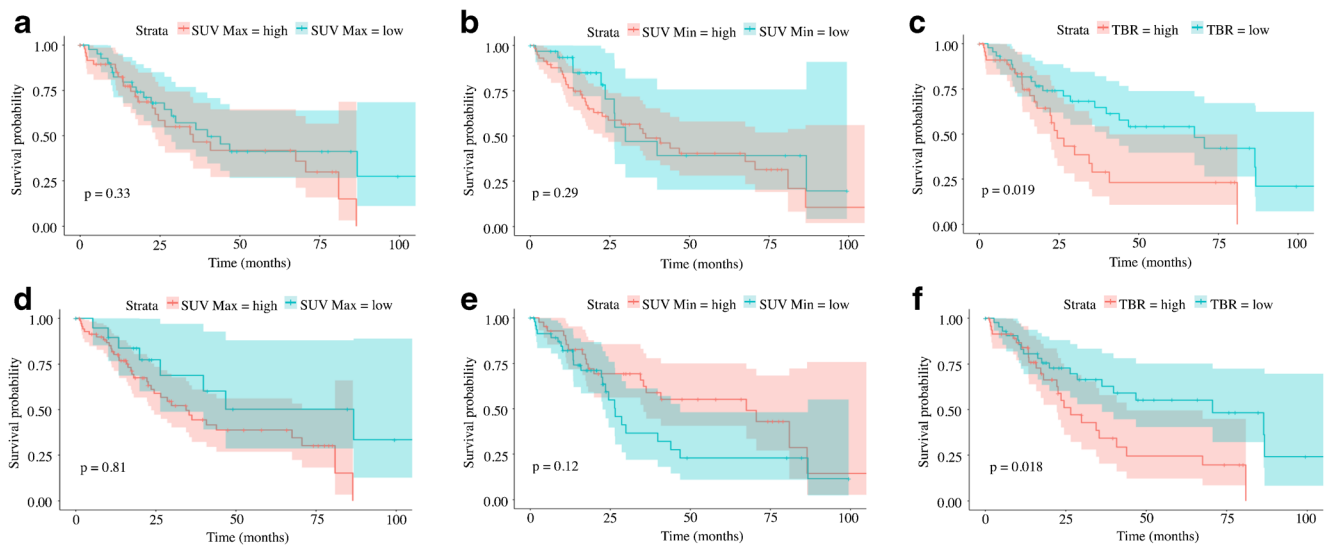 a
Strata SUV Max = high SUV Max = low
1.00
0.75
0.50
0.25
0.00
Survival probability
p = 0.33
0 25 50 75 100
Time (months)
b
Strata SUV Min = high SUV Min = low
1.00
0.75
0.50
0.25
0.00
Survival probability
p = 0.29
0 25 50 75 100
Time (months)
c
Strata TBR = high TBR = low
1.00
0.75
0.50
0.25
0.00
Survival probability
p = 0.019
0 25 50 75 100
Time (months)
d
Strata SUV Max = high SUV Max = low
1.00
0.75
0.50
0.25
0.00
Survival probability
p = 0.81
0 25 50 75 100
Time (months)
e
Strata SUV Min = high SUV Min = low
1.00
0.75
0.50
0.25
0.00
Survival probability
p = 0.12
0 25 50 75 100
Time (months)
f
Strata TBR = high TBR = low
1.00
0.75
0.50
0.25
0.00
Survival probability
p = 0.018
0 25 50 75 100
Time (months)